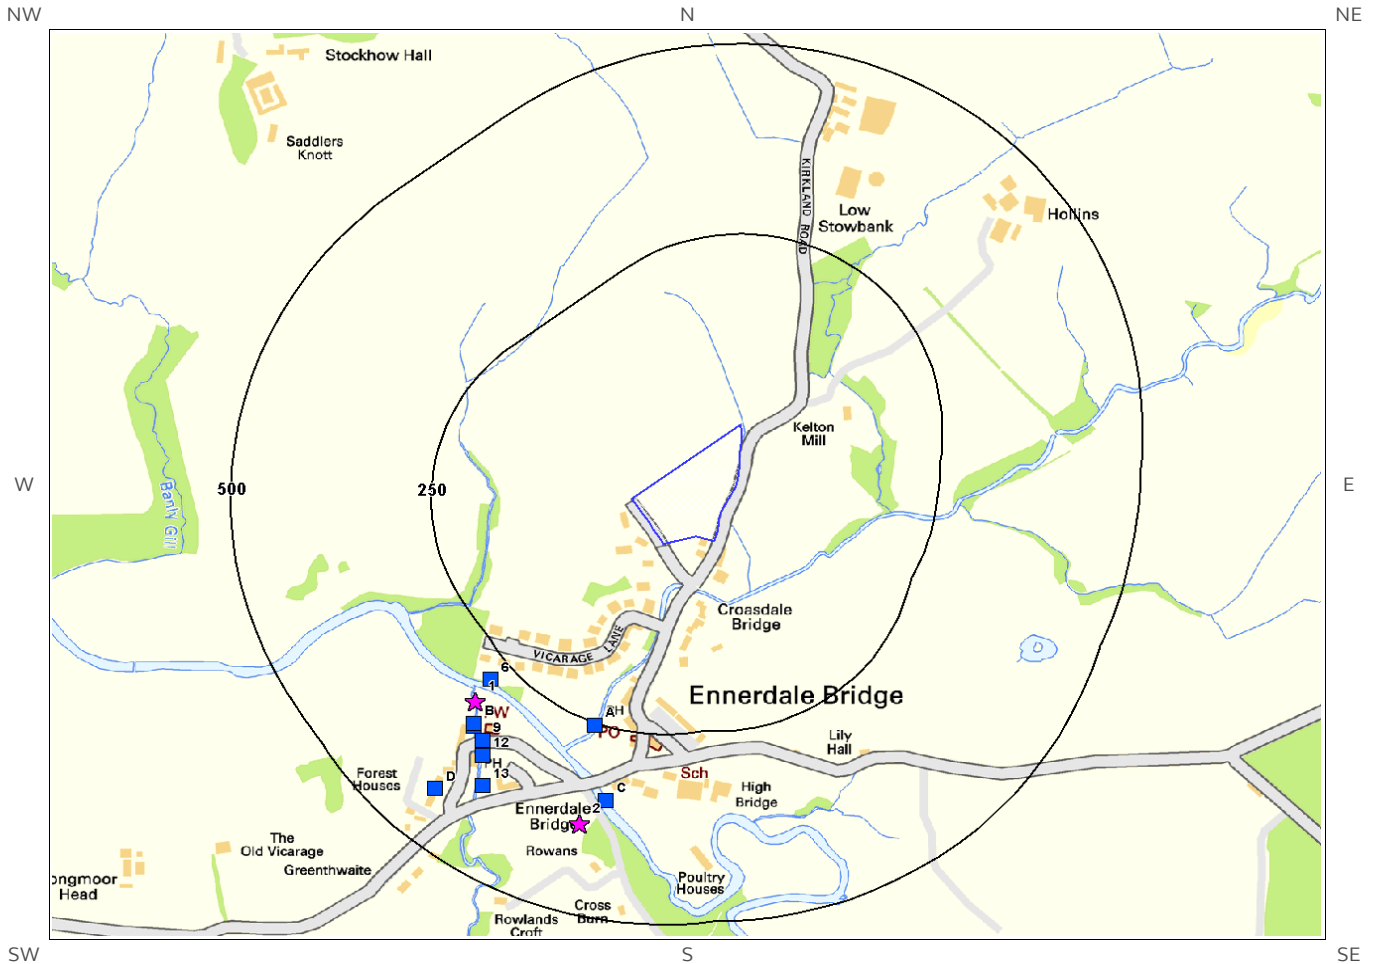 NW
N
NE
Stockhow Hall
Saddlers
Knott
KIRKLAND ROAD
Low
Stowbank
Hollins
Kelton
Mill
W
500
250
E
Banly Gill
Croasdale
Bridge
VICARAGE LANE
6
1
Ennerdale Bridge
B
W
9
A
H
PO
12
H
13
Lily
Hall
Sch
Forest
Houses
D
C
High
Bridge
Ennerdale
2
Bridge
Rowans
The
Old Vicarage
Greenthwaite
ongmoor
Head
Poultry
Houses
Cross
Burn
Rowlands
Croft
SW
S
SE